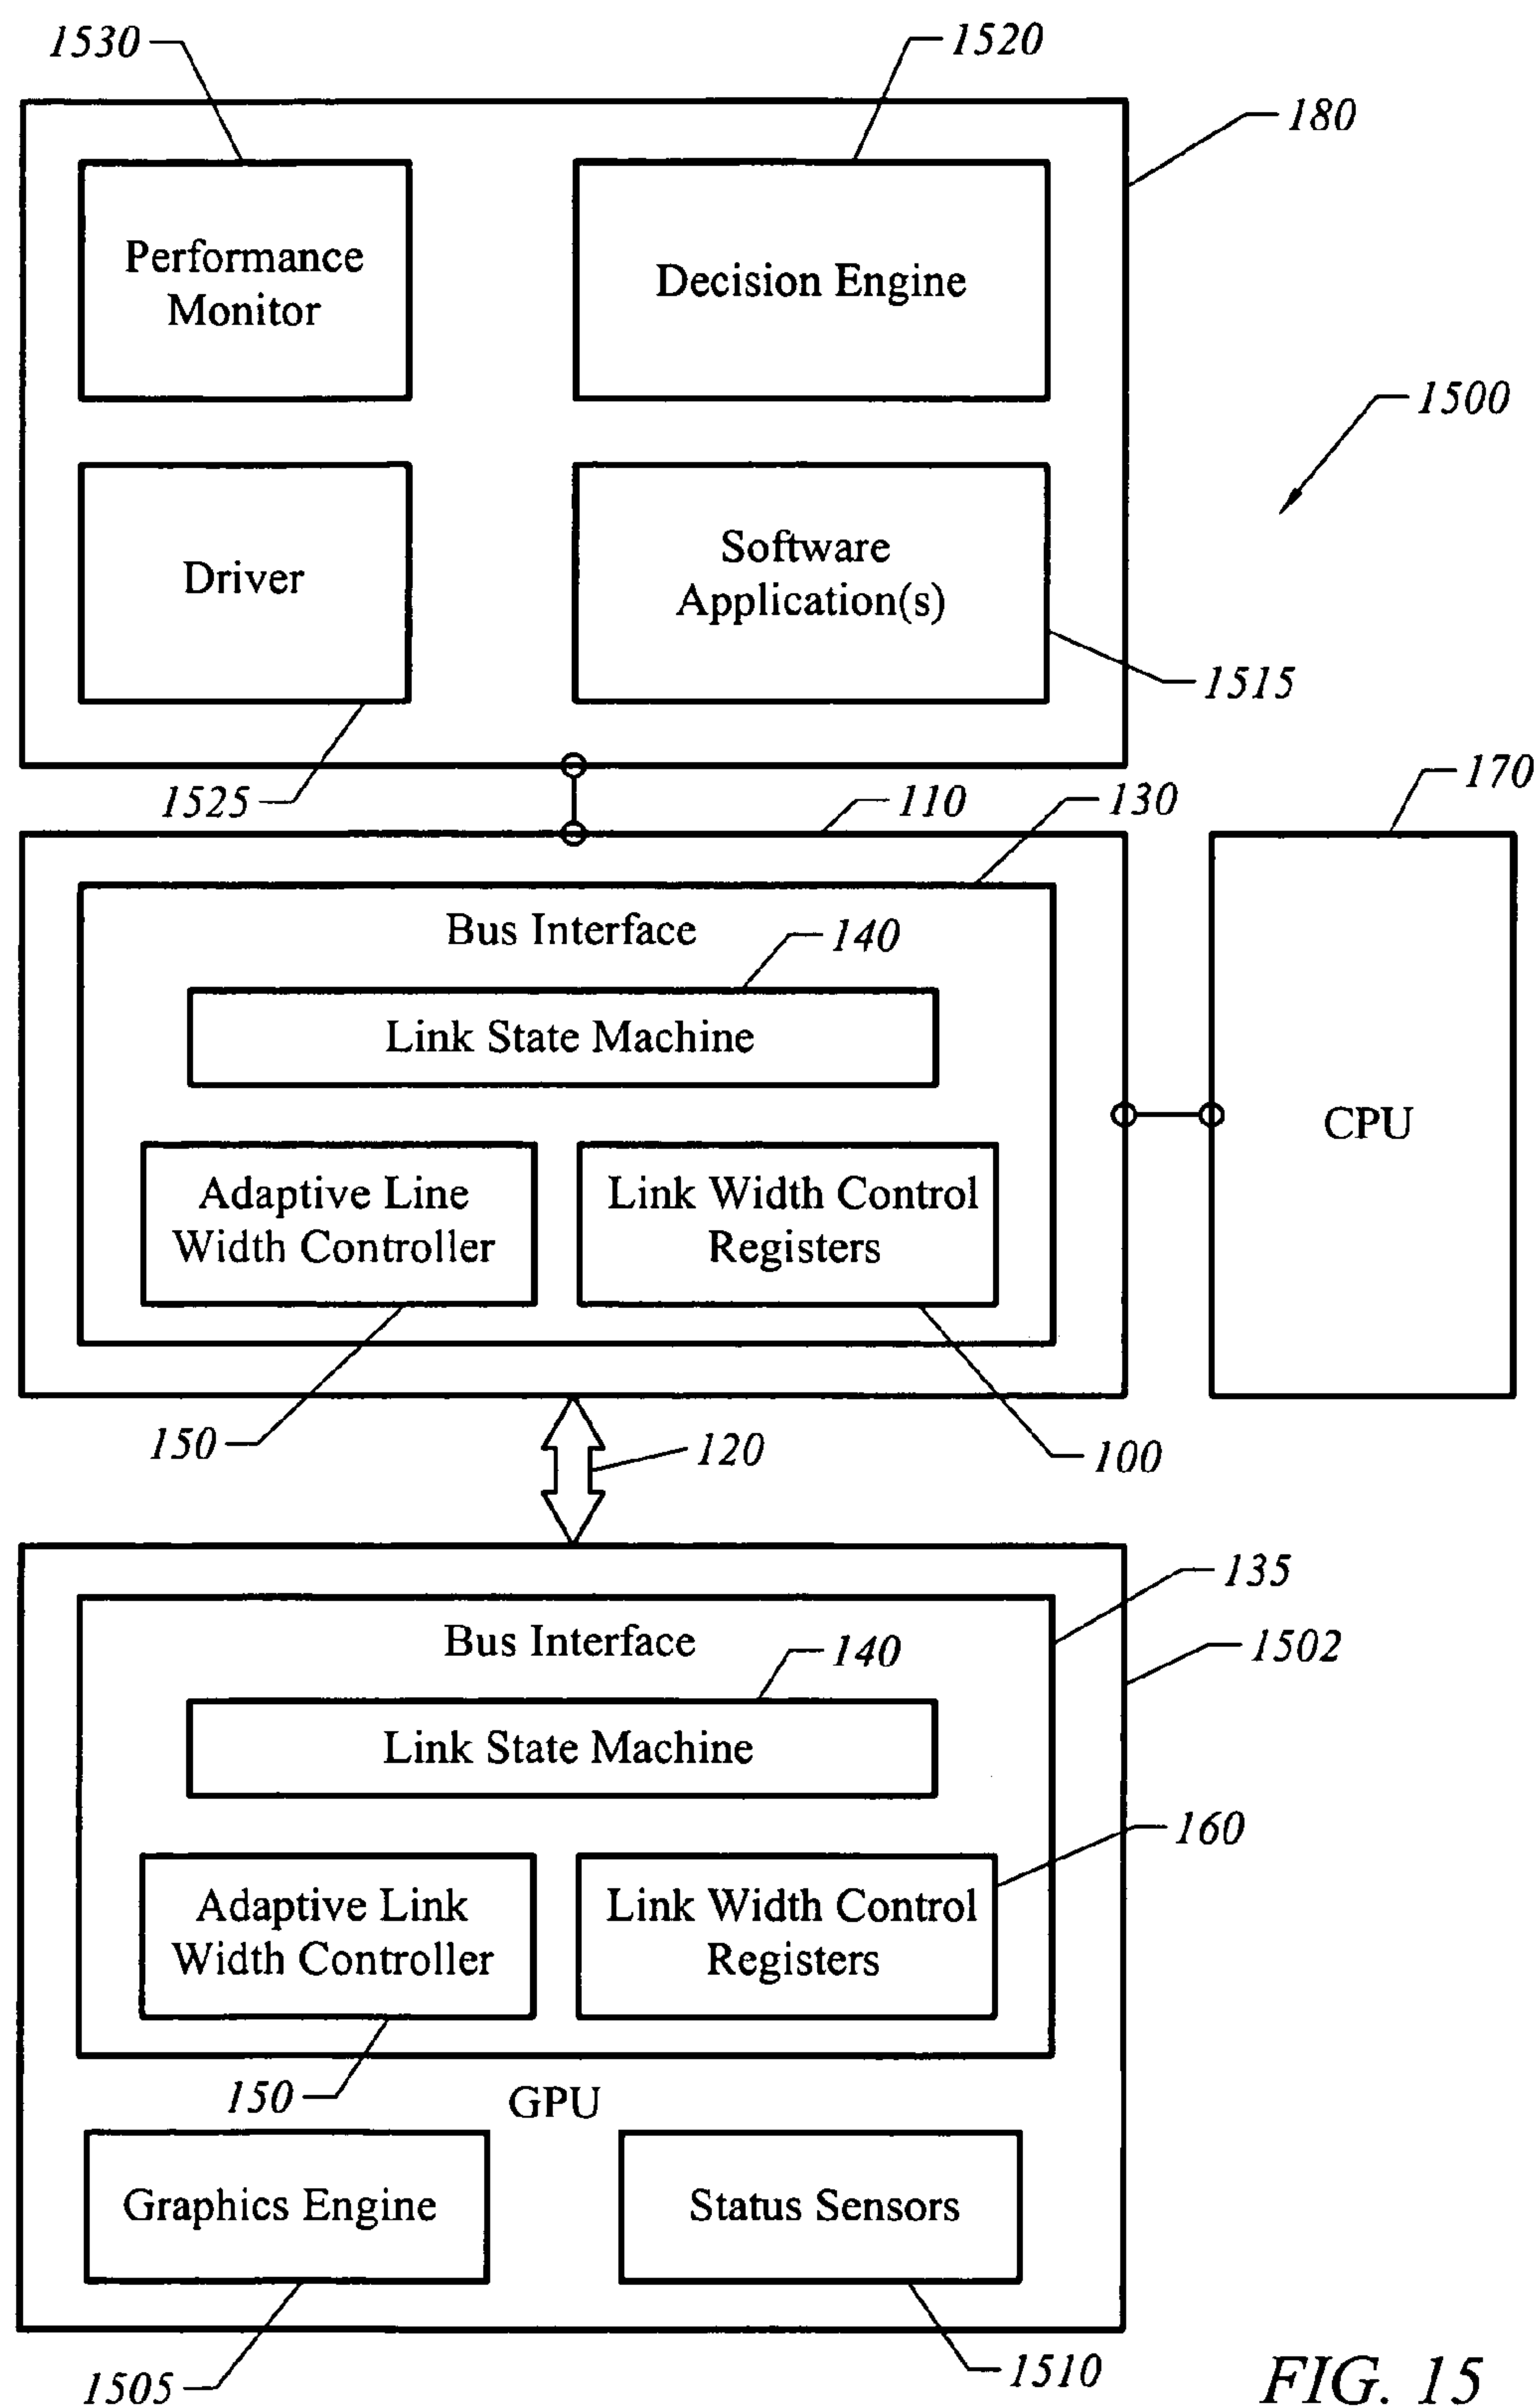 1530
1520
180
Performance
Monitor
Decision Engine
1500
Driver
Software
Application(s)
1515
1525
110
130
170
Bus Interface
140
Link State Machine
CPU
Adaptive Line
Width Controller
Link Width Control
Registers
150
120
100
135
Bus Interface
1502
140
Link State Machine
160
Adaptive Link
Width Controller
Link Width Control
Registers
150
GPU
Graphics Engine
Status Sensors
1505
1510
FIG. 15